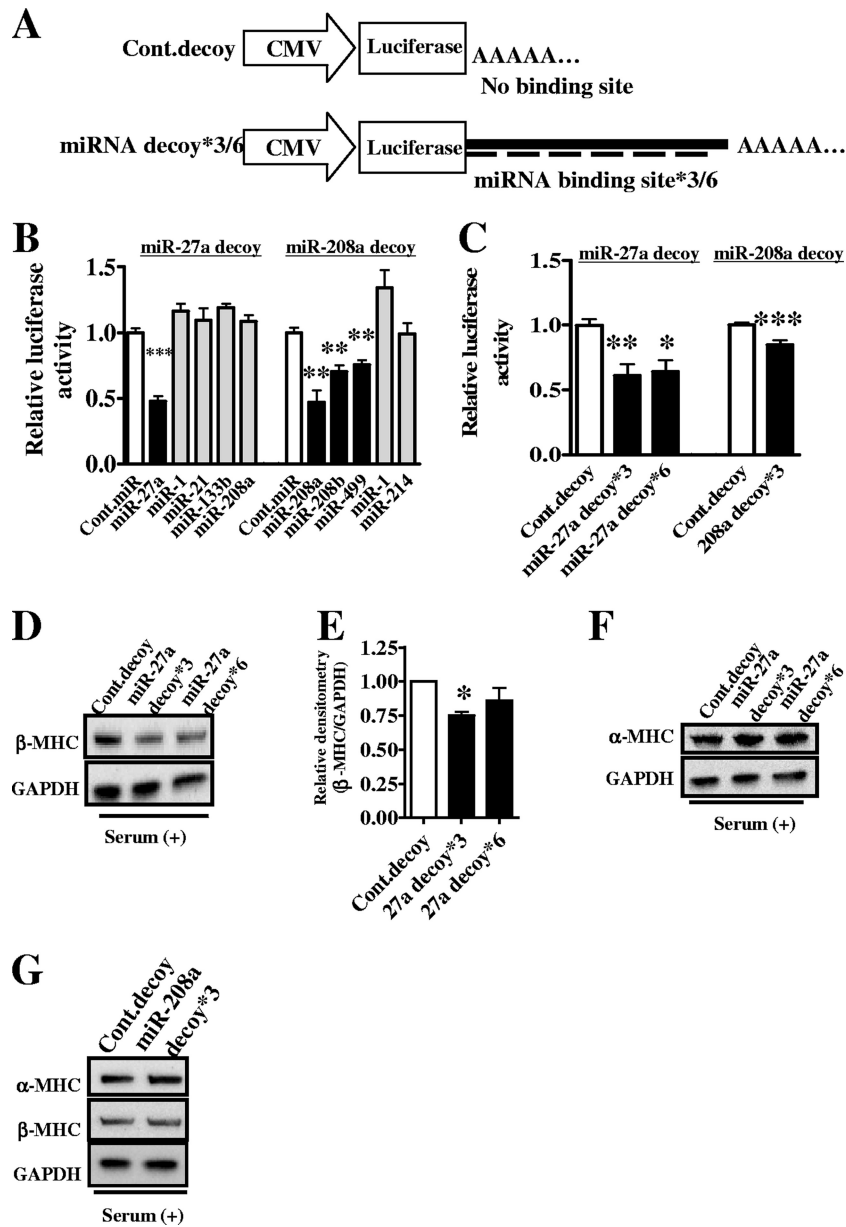 A
Cont.decoy
CMV
Luciferase
AAAAA...
No binding site
miRNA decoy*3/6
CMV
Luciferase
AAAAA...
miRNA binding site*3/6
B
miR-27a decoy
miR-208a decoy
Relative luciferase
activity
1.5
1.0
0.5
0.0
***
**
**
**
Cont.miR
miR-27a
miR-1
miR-21
miR-133b
miR-208a
Cont.miR
miR-208a
miR-208b
miR-499
miR-1
miR-214
C
miR-27a decoy
miR-208a decoy
Relative luciferase
activity
1.5
1.0
0.5
0.0
**
*
***
Cont.decoy
miR-27a decoy*3
miR-27a decoy*6
Cont.decoy
208a decoy*3
D
Cont.decoy
miR-27a
decoy*3
miR-27a
decoy*6
β-MHC
GAPDH
Serum (+)
E
Relative densitometry
(β-MHC/GAPDH)
1.25
1.00
0.75
0.50
0.25
0.00
*
Cont.decoy
27a decoy*3
27a decoy*6
F
Cont.decoy
miR-27a
decoy*3
miR-27a
decoy*6
α-MHC
GAPDH
Serum (+)
G
Cont.decoy
miR-208a
decoy*3
α-MHC
β-MHC
GAPDH
Serum (+)